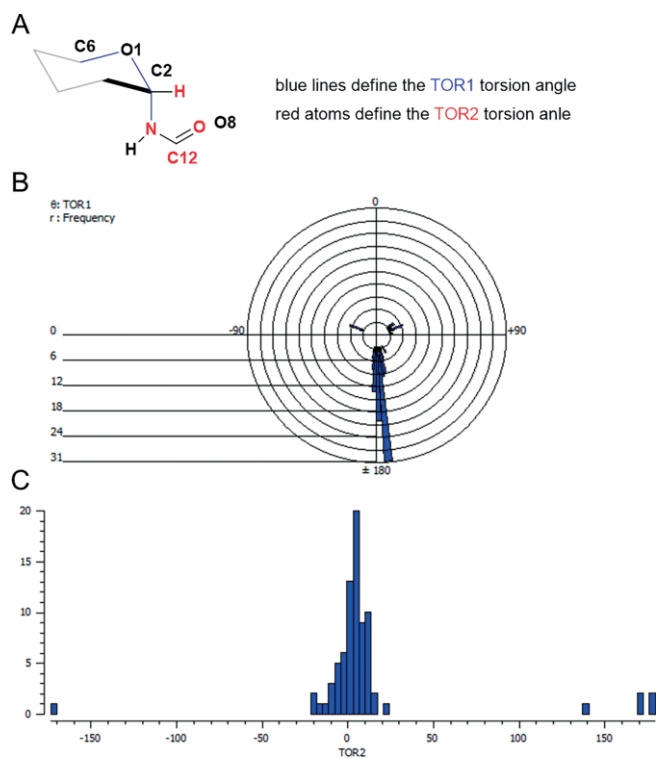 A
C6
O1
C2
H
N
O
O8
H
C12
blue lines define the TOR1 torsion angle
red atoms define the TOR2 torsion anle
B
θ: TOR1
r : Frequency
0
0
-90
+90
6
12
18
24
31
± 180
C
20
15
10
5
0
-150
-100
-50
0
50
100
150
TOR2